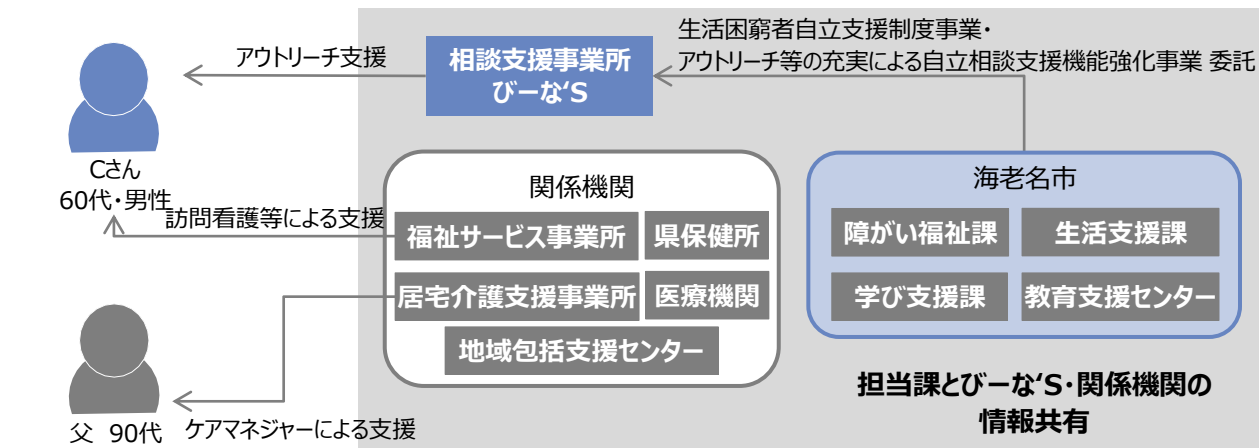 生活困窮者自立支援制度事業・
アウトリーチ等の充実による自立相談支援機能強化事業 委託
アウトリーチ支援
相談支援事業所
びーな‘S
Cさん
60代・男性
訪問看護等による支援
関係機関
福祉サービス事業所
県保健所
居宅介護支援事業所
医療機関
地域包括支援センター
海老名市
障がい福祉課
生活支援課
学び支援課
教育支援センター
担当課とびーな‘S・関係機関の
情報共有
父 90代
ケアマネジャーによる支援